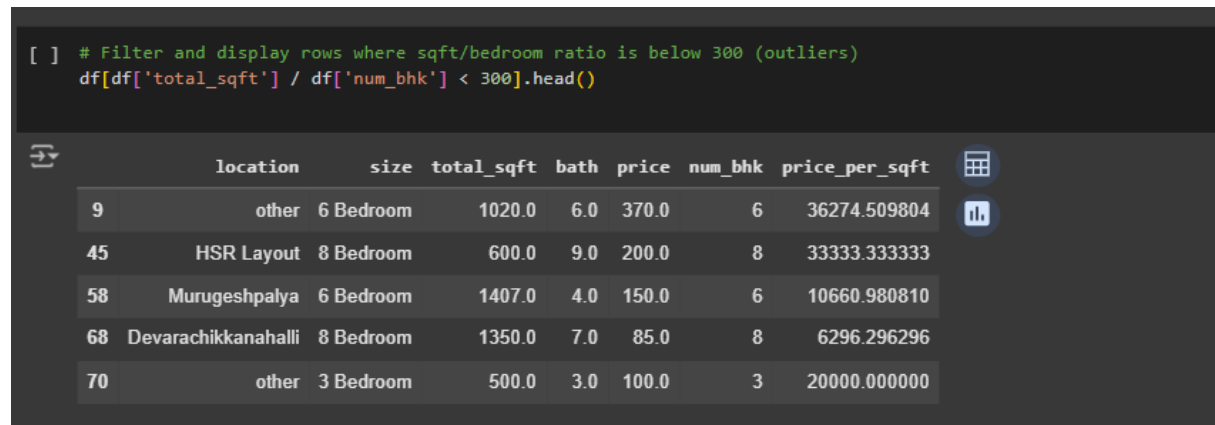 [ ] # Filter and display rows where sqft/bedroom ratio is below 300 (outliers)
df[df['total_sqft'] / df['num_bhk'] < 300].head()
location size total_sqft bath price num_bhk price_per_sqft
9 other 6 Bedroom 1020.0 6.0 370.0 6 36274.509804
45 HSR Layout 8 Bedroom 600.0 9.0 200.0 8 33333.333333
58 Murugeshpalya 6 Bedroom 1407.0 4.0 150.0 6 10660.980810
68 Devarachikkanahalli 8 Bedroom 1350.0 7.0 85.0 8 6296.296296
70 other 3 Bedroom 500.0 3.0 100.0 3 20000.000000